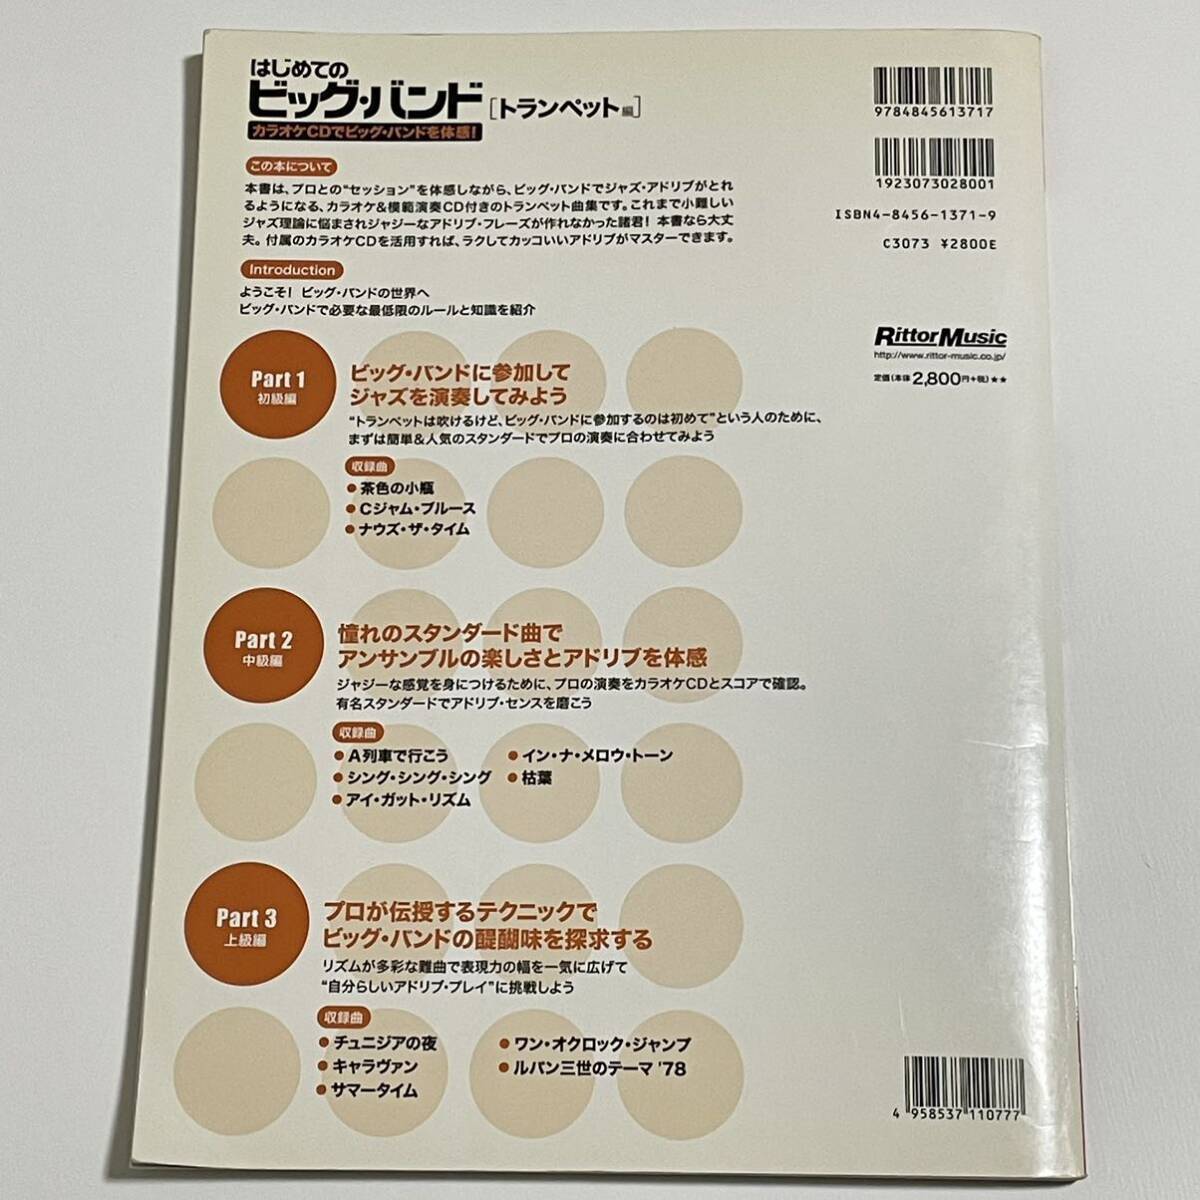 はじめての
ビッグ・バンド[トランペット編]
カラオケCDでビッグ・バンドを体感!
この本について
本書は、プロとの“セッション”を体感しながら、ビッグ・バンドでジャズ・アドリブがとれ
るようになる、カラオケ&模範演奏CD付きのトランペット曲集です。これまで小難しい
ジャズ理論に悩まされジャジーなアドリブ・フレーズが作れなかった諸君! 本書なら大丈
夫。付属のカラオケCDを活用すれば、ラクしてカッコいいアドリブがマスターできます。
Introduction
ようこそ! ビッグ・バンドの世界へ
ビッグ・バンドで必要な最低限のルールと知識を紹介
9784845613717
1923073028001
ISBN4-8456-1371-9
C3073 ¥2800E
RittorMusic
http://www.rittor-music.co.jp/
定価(本体2,800円+税)★★
Part 1
初級編
ビッグ・バンドに参加して
ジャズを演奏してみよう
“トランペットは吹けるけど、ビッグ・バンドに参加するのは初めて”という人のために、
まずは簡単&人気のスタンダードでプロの演奏に合わせてみよう
収録曲
●茶色の小瓶
●Cジャム・ブルース
●ナウズ・ザ・タイム
Part 2
中級編
憧れのスタンダード曲で
アンサンブルの楽しさとアドリブを体感
ジャジーな感覚を身につけるために、プロの演奏をカラオケCDとスコアで確認。
有名スタンダードでアドリブ・センスを磨こう
収録曲
●A列車で行こう
●シング・シング・シング
●アイ・ガット・リズム
●イン・ナ・メロウ・トーン
●枯葉
Part 3
上級編
プロが伝授するテクニックで
ビッグ・バンドの醍醐味を探求する
リズムが多彩な難曲で表現力の幅を一気に広げて
“自分らしいアドリブ・プレイ”に挑戦しよう
収録曲
●チュニジアの夜
●キャラヴァン
●サマータイム
●ワン・オクロック・ジャンプ
●ルパン三世のテーマ '78
4 958537 110777